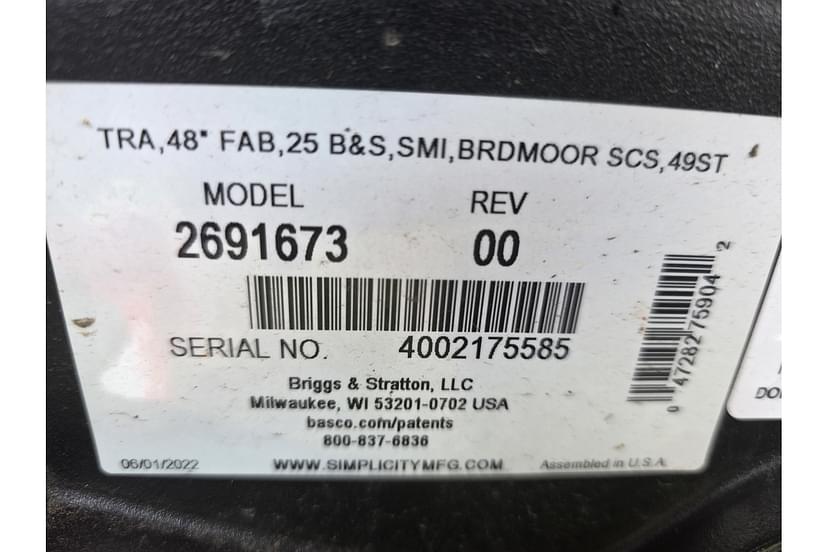 TRA,48" FAB,25 B&S,SMI,BRDMOOR SCS,49ST
MODEL REV
2691673 00
SERIAL NO. 4002175585
Briggs & Stratton, LLC
Milwaukee, WI 53201-0702 USA
basco.com/patents
800-837-6836
06/01/2022 WWW.SIMPLICITYMFG.COM Assembled in U.S.A.
0 47282 75904 2